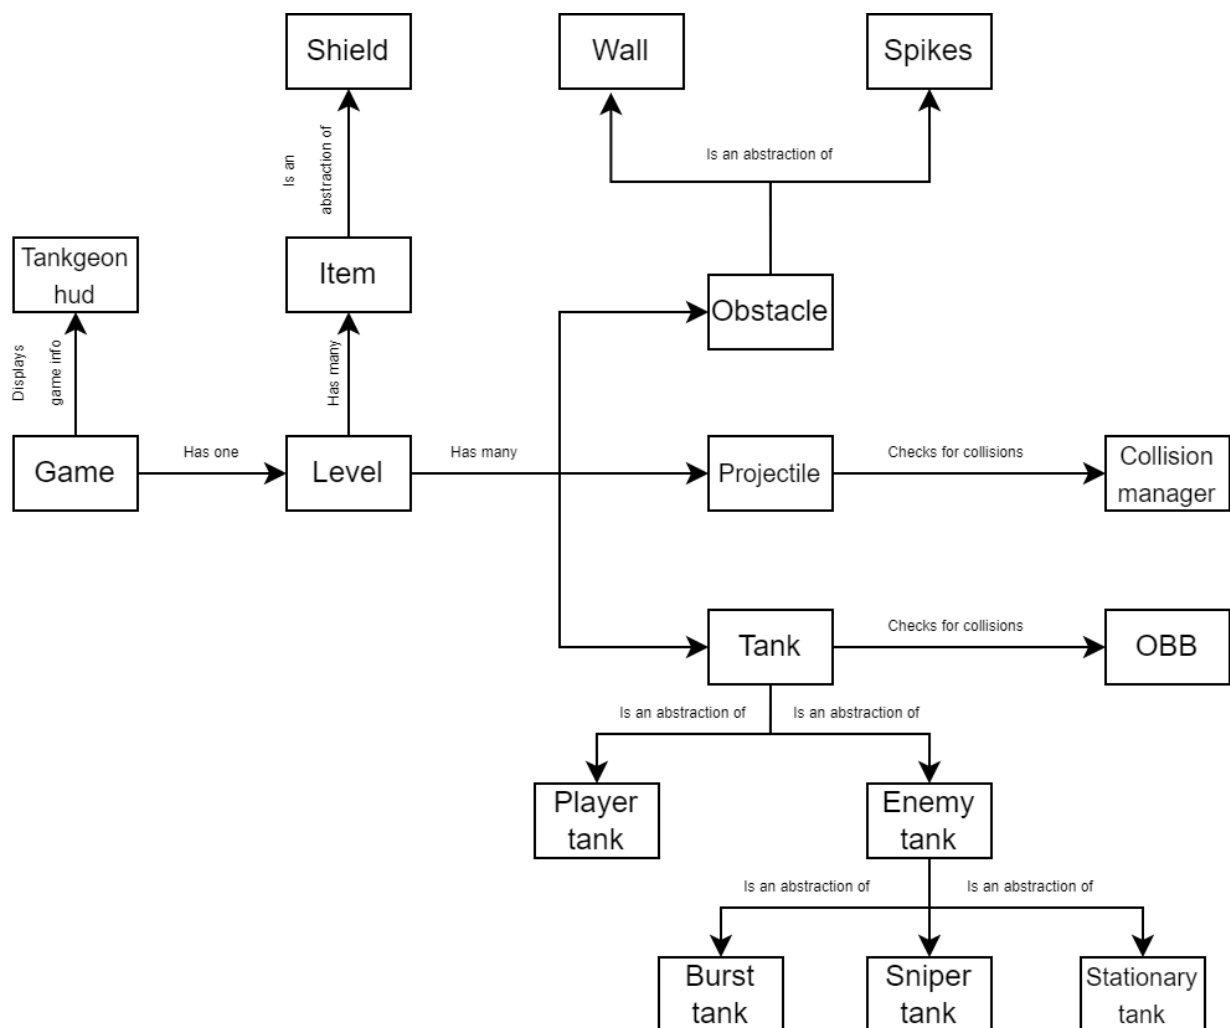 Shield
Wall
Spikes
Is an
abstraction of
Is an abstraction of
Tankgeon
hud
Item
Obstacle
Displays
game info
Has many
Game
Has one
Level
Has many
Projectile
Checks for collisions
Collision
manager
Tank
Checks for collisions
OBB
Is an abstraction of
Is an abstraction of
Player
tank
Enemy
tank
Is an abstraction of
Is an abstraction of
Burst
tank
Sniper
tank
Stationary
tank